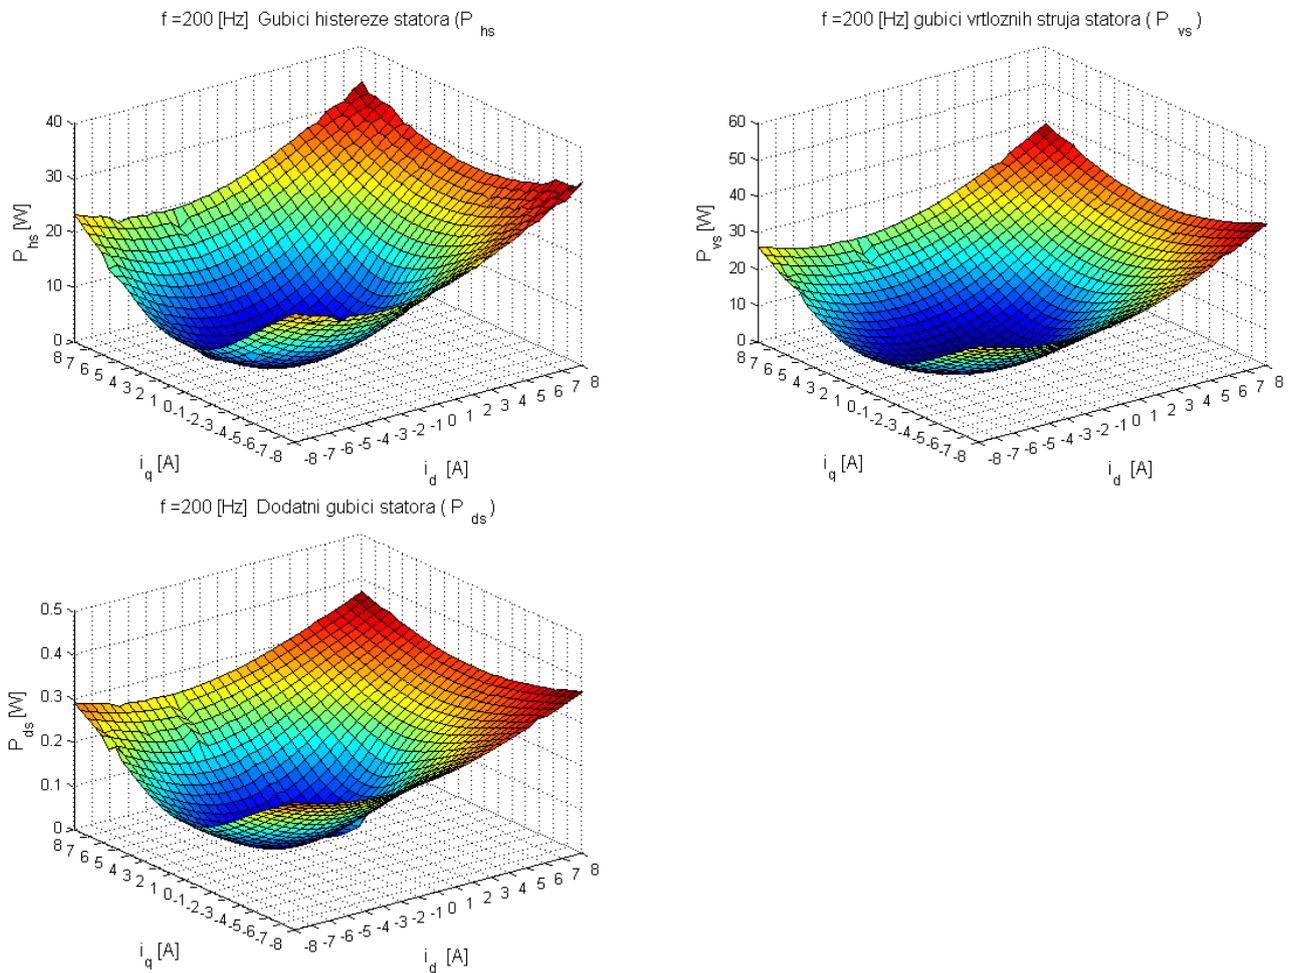 f =200 [Hz]  Gubici histereze statora (P hs
40
30
20
10
0
P hs [W]
8 7 6 5 4 3 2 1 0 -1 -2 -3 -4 -5 -6 -7 -8
i q [A]
-8 -7 -6 -5 -4 -3 -2 -1 0 1 2 3 4 5 6 7 8
i d [A]
f =200 [Hz] gubici vrtloznih struja statora ( P vs )
60
50
40
30
20
10
0
P vs [W]
8 7 6 5 4 3 2 1 0 -1 -2 -3 -4 -5 -6 -7 -8
i q [A]
-8 -7 -6 -5 -4 -3 -2 -1 0 1 2 3 4 5 6 7 8
i d [A]
f =200 [Hz]  Dodatni gubici statora ( P ds )
0.5
0.4
0.3
0.2
0.1
0
P ds [W]
8 7 6 5 4 3 2 1 0 -1 -2 -3 -4 -5 -6 -7 -8
i q [A]
-8 -7 -6 -5 -4 -3 -2 -1 0 1 2 3 4 5 6 7 8
i d [A]